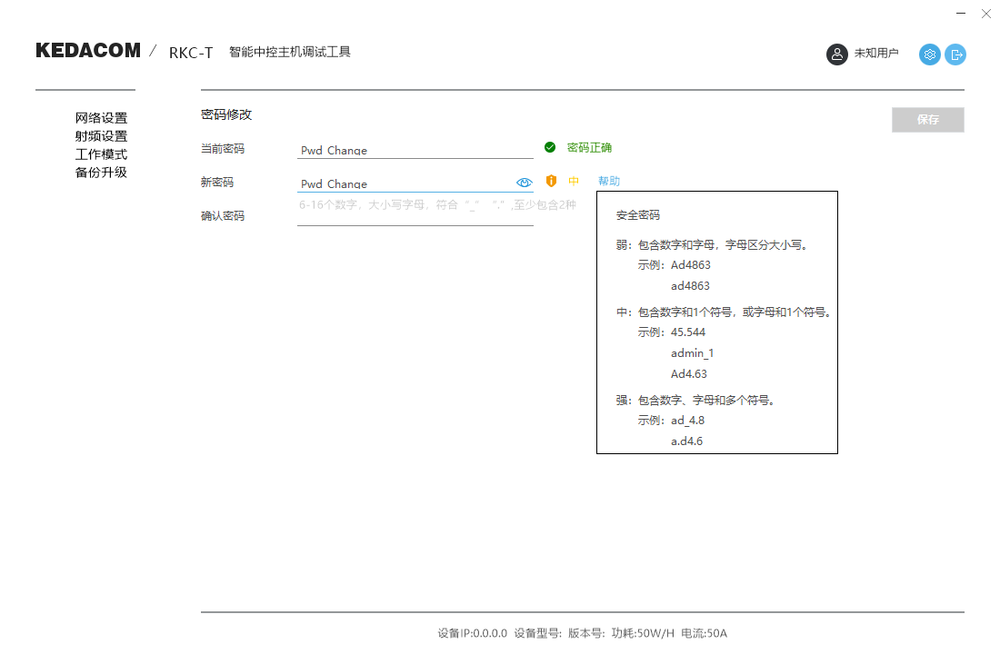 KEDACOM / RKC-T 智能中控主机调试工具
未知用户
网络设置
射频设置
工作模式
备份升级
密码修改
保存
当前密码 Pwd Change 密码正确
新密码 Pwd Change 中 帮助
6-16个数字，大小写字母，符合“_” “.",至少包含2种
确认密码
安全密码
弱：包含数字和字母，字母区分大小写。
示例：Ad4863
ad4863
中：包含数字和1个符号，或字母和1个符号。
示例：45.544
admin_1
Ad4.63
强：包含数字、字母和多个符号。
示例：ad_4.8
a.d4.6
设备IP:0.0.0.0 设备型号: 版本号: 功耗:50W/H 电流:50A